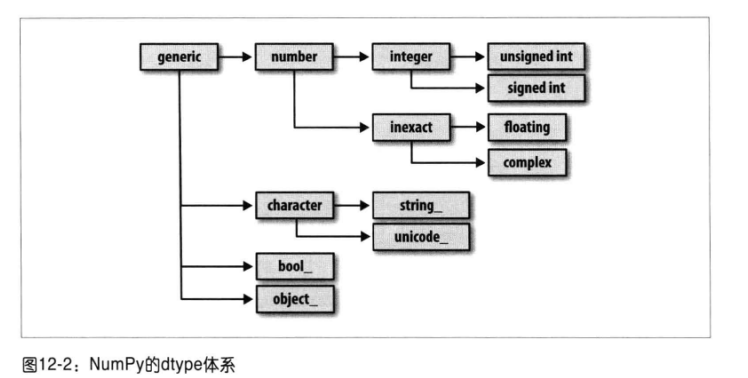 generic number integer unsigned int
signed int
inexact floating
complex
character string_
unicode_
bool_
object_
图12-2：NumPy的dtype体系